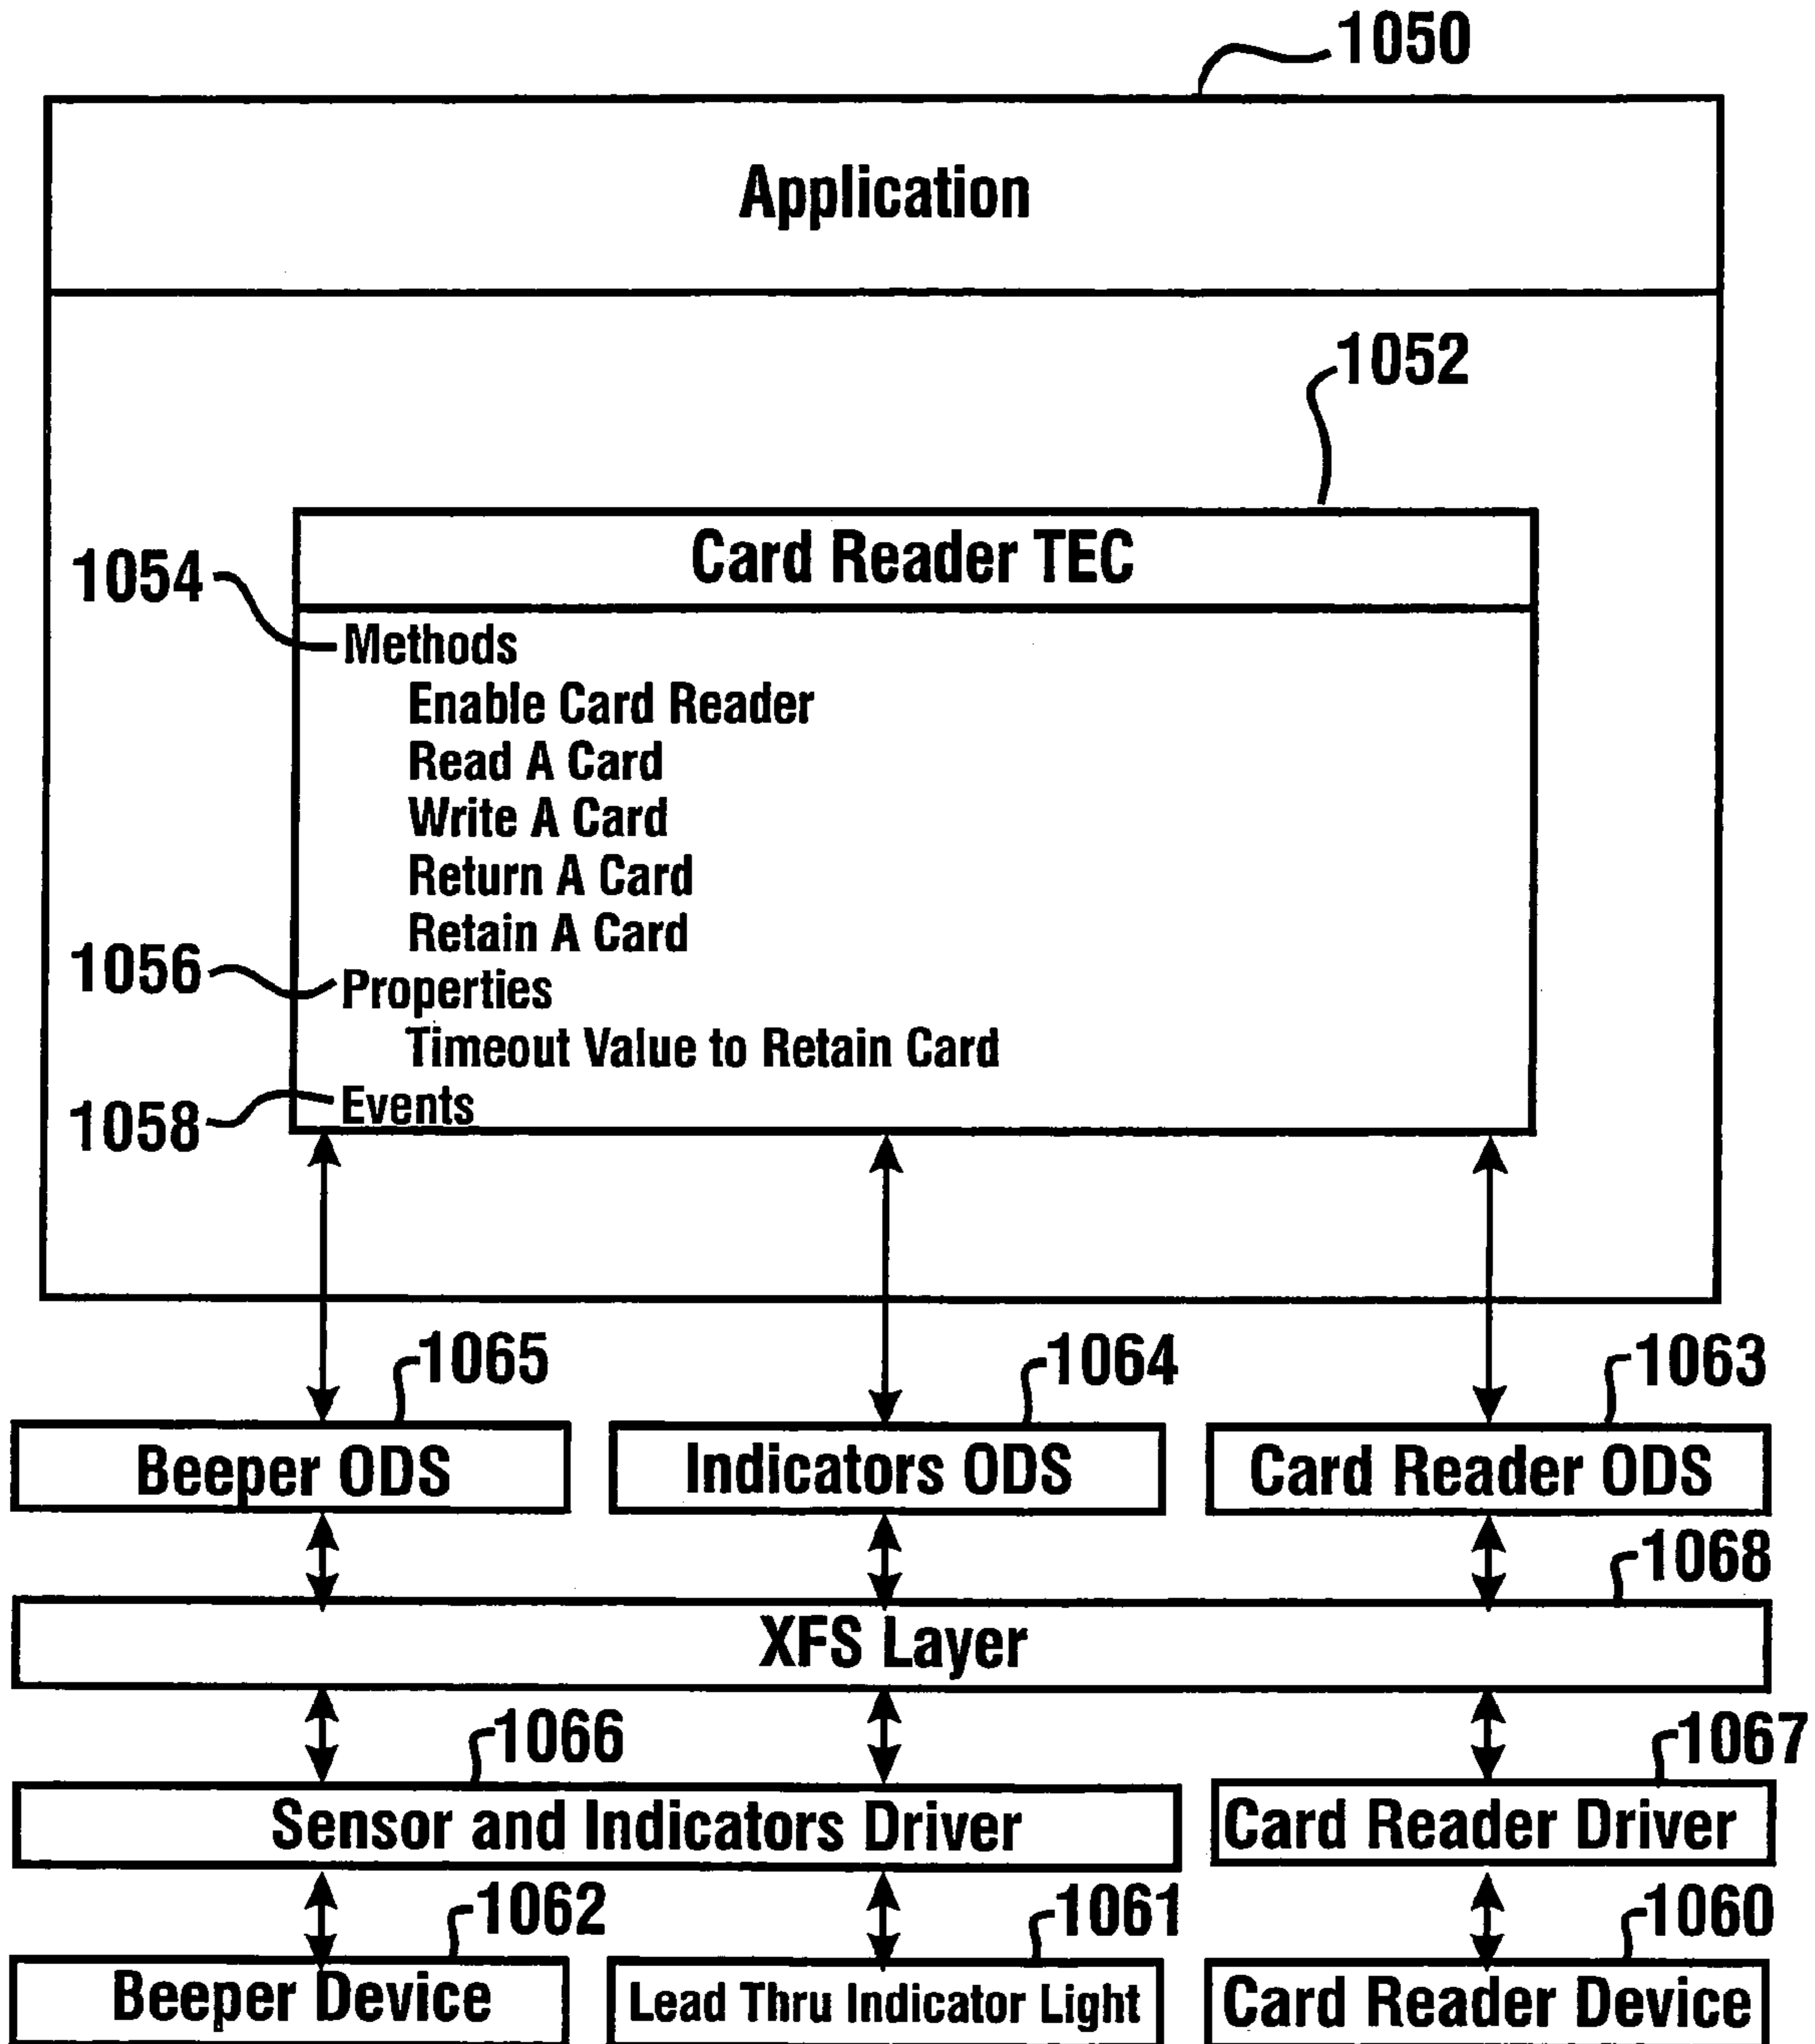 1050
Application
1052
Card Reader TEC
1054
Methods
Enable Card Reader
Read A Card
Write A Card
Return A Card
Retain A Card
1056
Properties
Timeout Value to Retain Card
1058
Events
1065
1064
1063
Beeper ODS
Indicators ODS
Card Reader ODS
1068
XFS Layer
1066
1067
Sensor and Indicators Driver
Card Reader Driver
1062
1061
1060
Beeper Device
Lead Thru Indicator Light
Card Reader Device